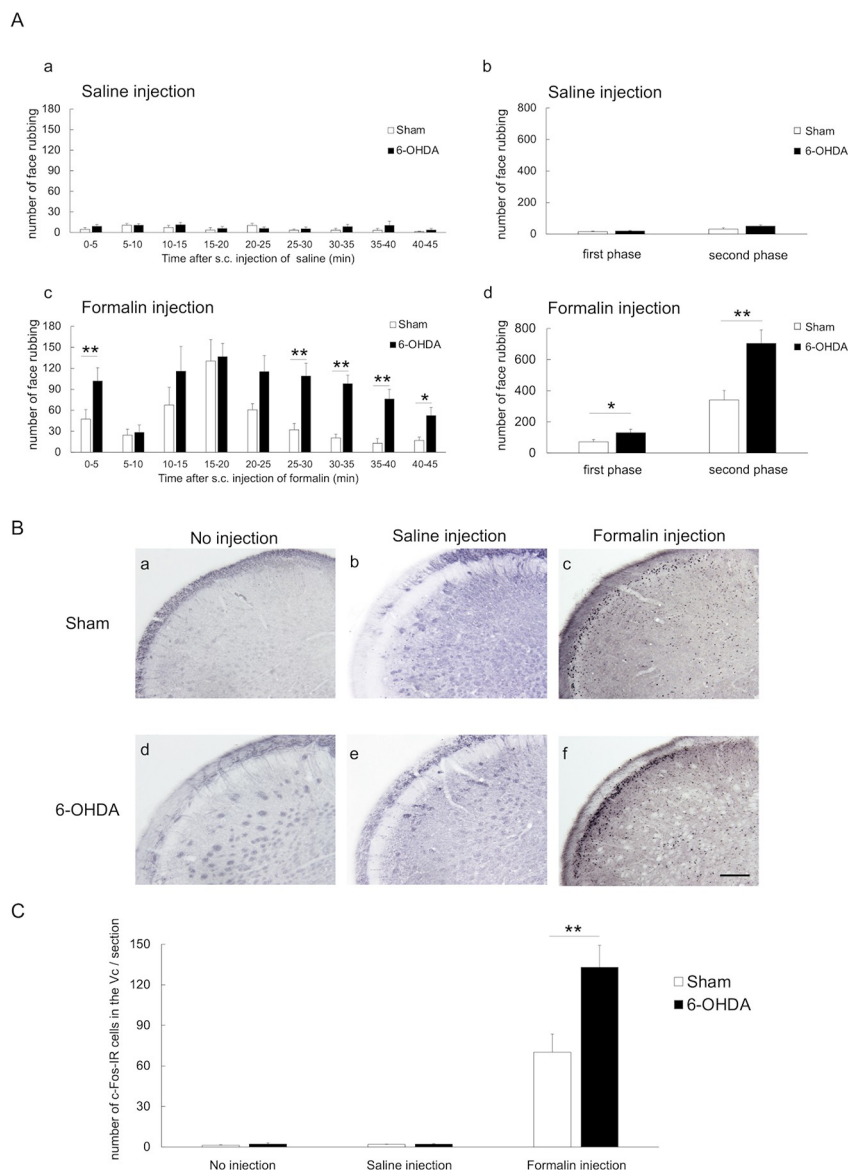 A
a
Saline injection
number of face rubbing
180
150
120
90
60
30
0
Sham
6-OHDA
0-5 5-10 10-15 15-20 20-25 25-30 30-35 35-40 40-45
Time after s.c. injection of saline (min)
b
Saline injection
number of face rubbing
800
600
400
200
0
Sham
6-OHDA
first phase second phase
c
Formalin injection
number of face rubbing
180
150
120
90
60
30
0
Sham
6-OHDA
** ** ** ** *
0-5 5-10 10-15 15-20 20-25 25-30 30-35 35-40 40-45
Time after s.c. injection of formalin (min)
d
Formalin injection
number of face rubbing
800
600
400
200
0
Sham
6-OHDA
* **
first phase second phase
B
No injection Saline injection Formalin injection
Sham
a b c
6-OHDA
d e f
C
number of c-Fos-IR cells in the Vc / section
150
120
90
60
30
0
**
Sham
6-OHDA
No injection Saline injection Formalin injection